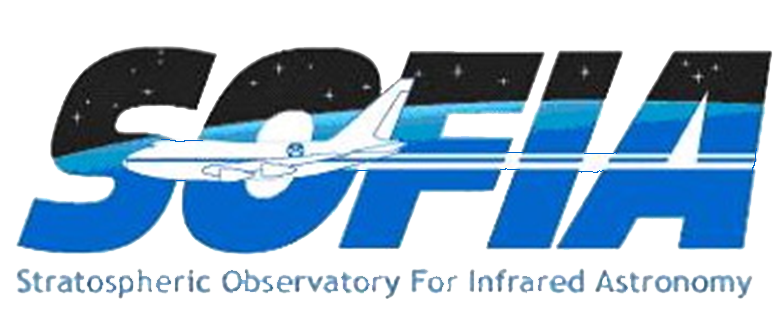 SOFIA
Stratospheric Observatory For Infrared Astronomy